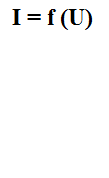 I = f (U)